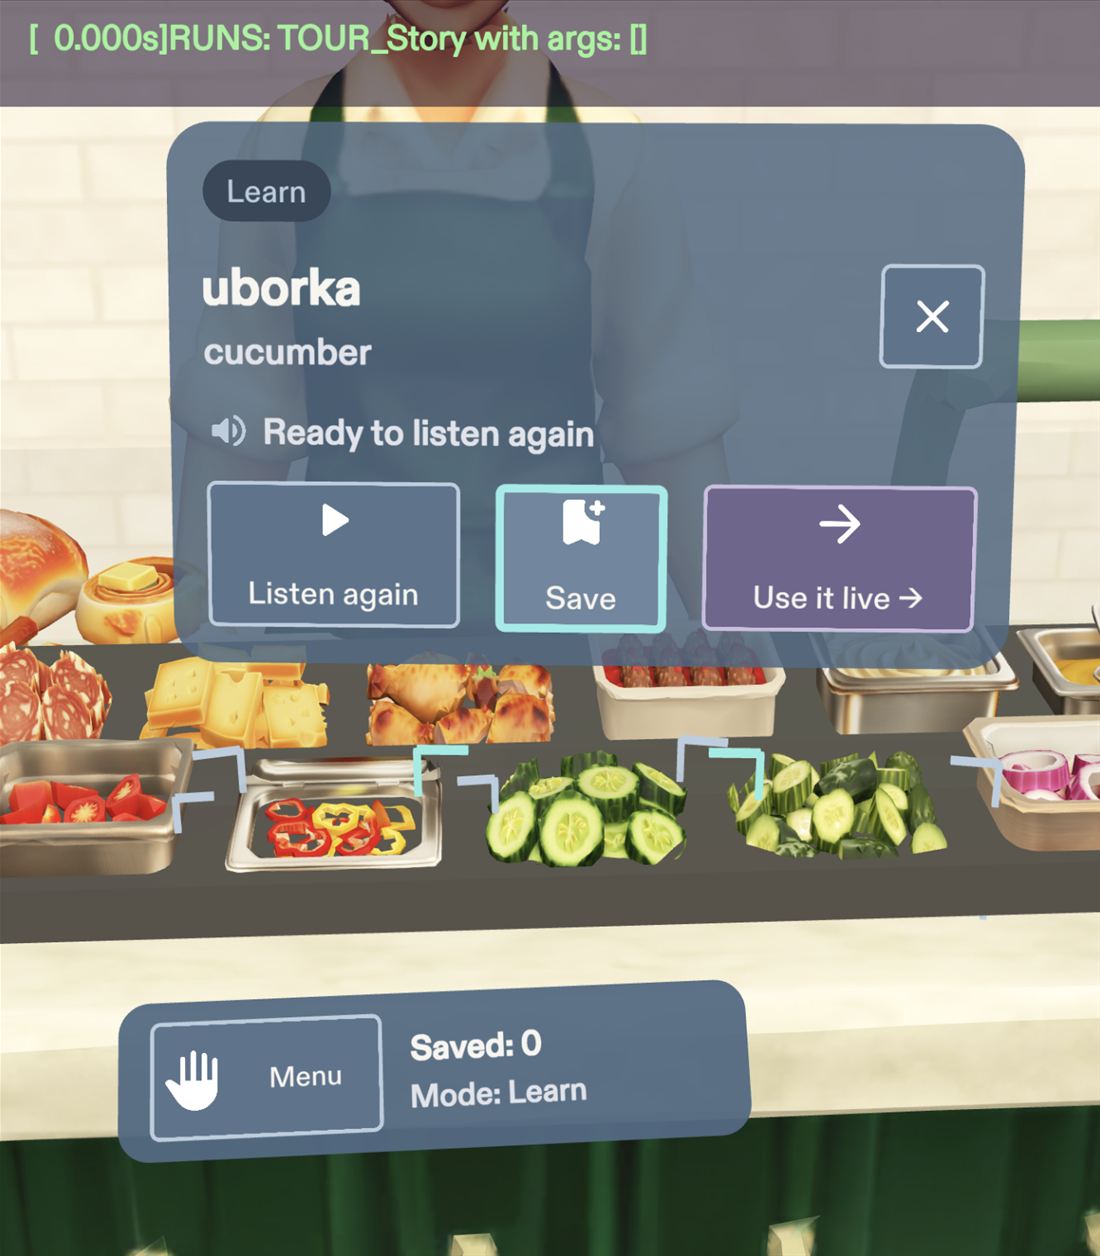 [  0.000s]RUNS: TOUR_Story with args: []
Learn
uborka
cucumber
Ready to listen again
Listen again
Save
Use it live →
Menu
Saved: 0
Mode: Learn